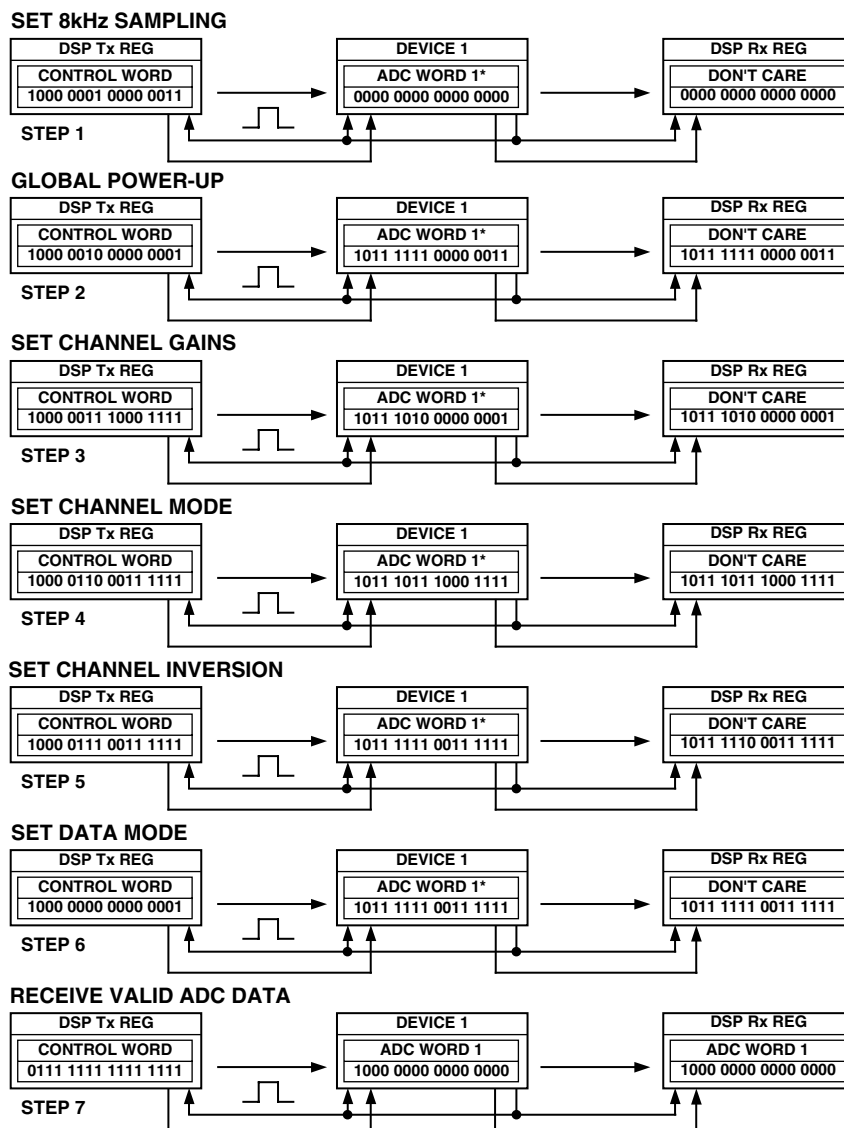 SET 8kHz SAMPLING
DSP Tx REG
DEVICE 1
DSP Rx REG
CONTROL WORD
ADC WORD 1*
DON'T CARE
1000 0001 0000 0011
0000 0000 0000 0000
0000 0000 0000 0000
STEP 1
GLOBAL POWER-UP
DSP Tx REG
DEVICE 1
DSP Rx REG
CONTROL WORD
ADC WORD 1*
DON'T CARE
1000 0010 0000 0001
1011 1111 0000 0011
1011 1111 0000 0011
STEP 2
SET CHANNEL GAINS
DSP Tx REG
DEVICE 1
DSP Rx REG
CONTROL WORD
ADC WORD 1*
DON'T CARE
1000 0011 1000 1111
1011 1010 0000 0001
1011 1010 0000 0001
STEP 3
SET CHANNEL MODE
DSP Tx REG
DEVICE 1
DSP Rx REG
CONTROL WORD
ADC WORD 1*
DON'T CARE
1000 0110 0011 1111
1011 1011 1000 1111
1011 1011 1000 1111
STEP 4
SET CHANNEL INVERSION
DSP Tx REG
DEVICE 1
DSP Rx REG
CONTROL WORD
ADC WORD 1*
DON'T CARE
1000 0111 0011 1111
1011 1111 0011 1111
1011 1110 0011 1111
STEP 5
SET DATA MODE
DSP Tx REG
DEVICE 1
DSP Rx REG
CONTROL WORD
ADC WORD 1*
DON'T CARE
1000 0000 0000 0001
1011 1111 0011 1111
1011 1111 0011 1111
STEP 6
RECEIVE VALID ADC DATA
DSP Tx REG
DEVICE 1
DSP Rx REG
CONTROL WORD
ADC WORD 1
ADC WORD 1
0111 1111 1111 1111
1000 0000 0000 0000
1000 0000 0000 0000
STEP 7